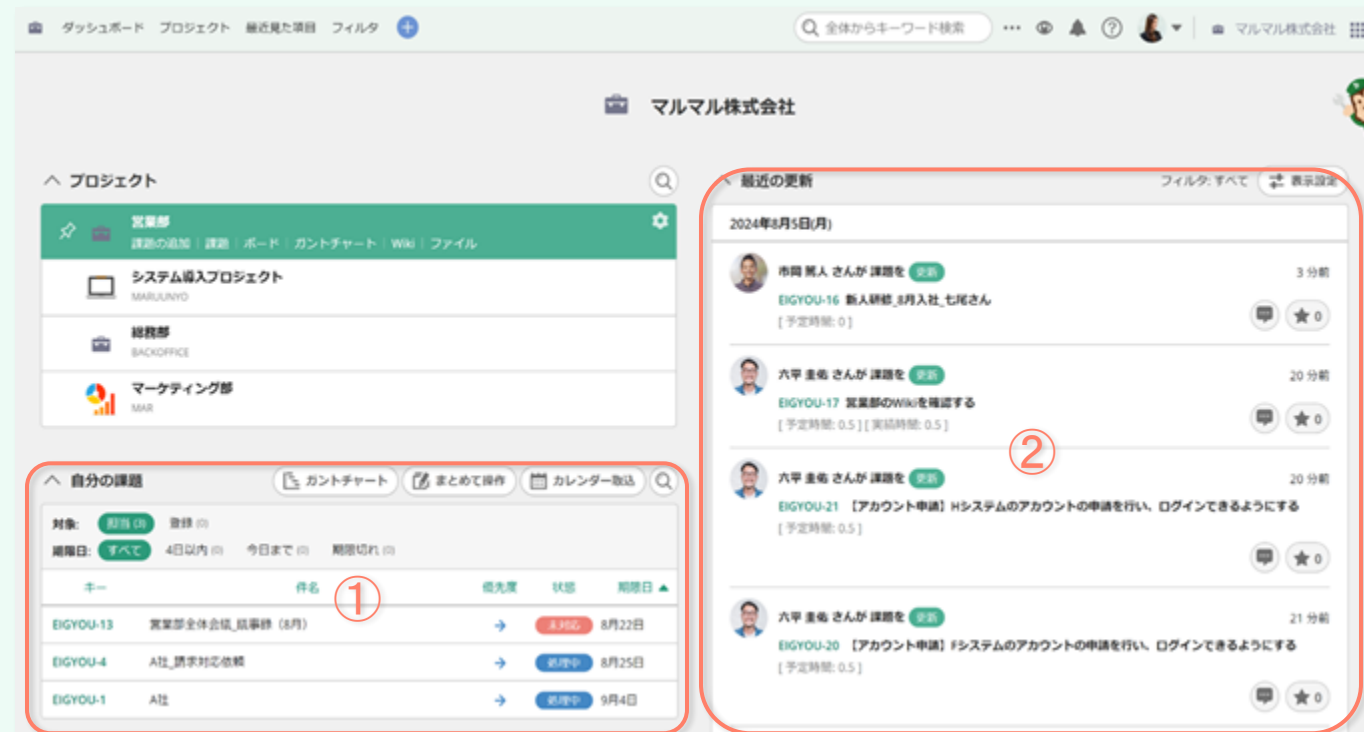 ダッシュボード プロジェクト 最近見た項目 フィルタ
全体からキーワード検索
マルマル株式会社
マルマル株式会社
プロジェクト
営業部
課題の追加 | 課題 | ボード | ガントチャート | Wiki | ファイル
システム導入プロジェクト
MARUUNYO
総務部
BACKOFFICE
マーケティング部
MAR
自分の課題 ガントチャート まとめて操作 カレンダー取込
対象: 担当 (3) 登録 (0)
期限日: すべて 4日以内 (0) 今日まで (0) 期限切れ (0)
キー 件名 優先度 状態 期限日
①
EIGYOU-13 営業部全体会議_議事録（8月） 未対応 8月22日
EIGYOU-4 A社_請求対応依頼 処理中 8月25日
EIGYOU-1 A社 処理中 9月4日
最近の更新 フィルタ: すべて 表示設定
2024年8月5日(月)
市岡 篤人 さんが 課題を 更新 3 分前
EIGYOU-16 新人研修_8月入社_七尾さん
[ 予定時間: 0 ]
0
六平 圭佑 さんが 課題を 更新 20 分前
EIGYOU-17 営業部のWikiを確認する
[ 予定時間: 0.5 ] [ 実績時間: 0.5 ]
0
②
六平 圭佑 さんが 課題を 更新 20 分前
EIGYOU-21 【アカウント申請】Hシステムのアカウントの申請を行い、ログインできるようにする
[ 予定時間: 0.5 ]
0
六平 圭佑 さんが 課題を 更新 21 分前
EIGYOU-20 【アカウント申請】Fシステムのアカウントの申請を行い、ログインできるようにする
[ 予定時間: 0.5 ]
0